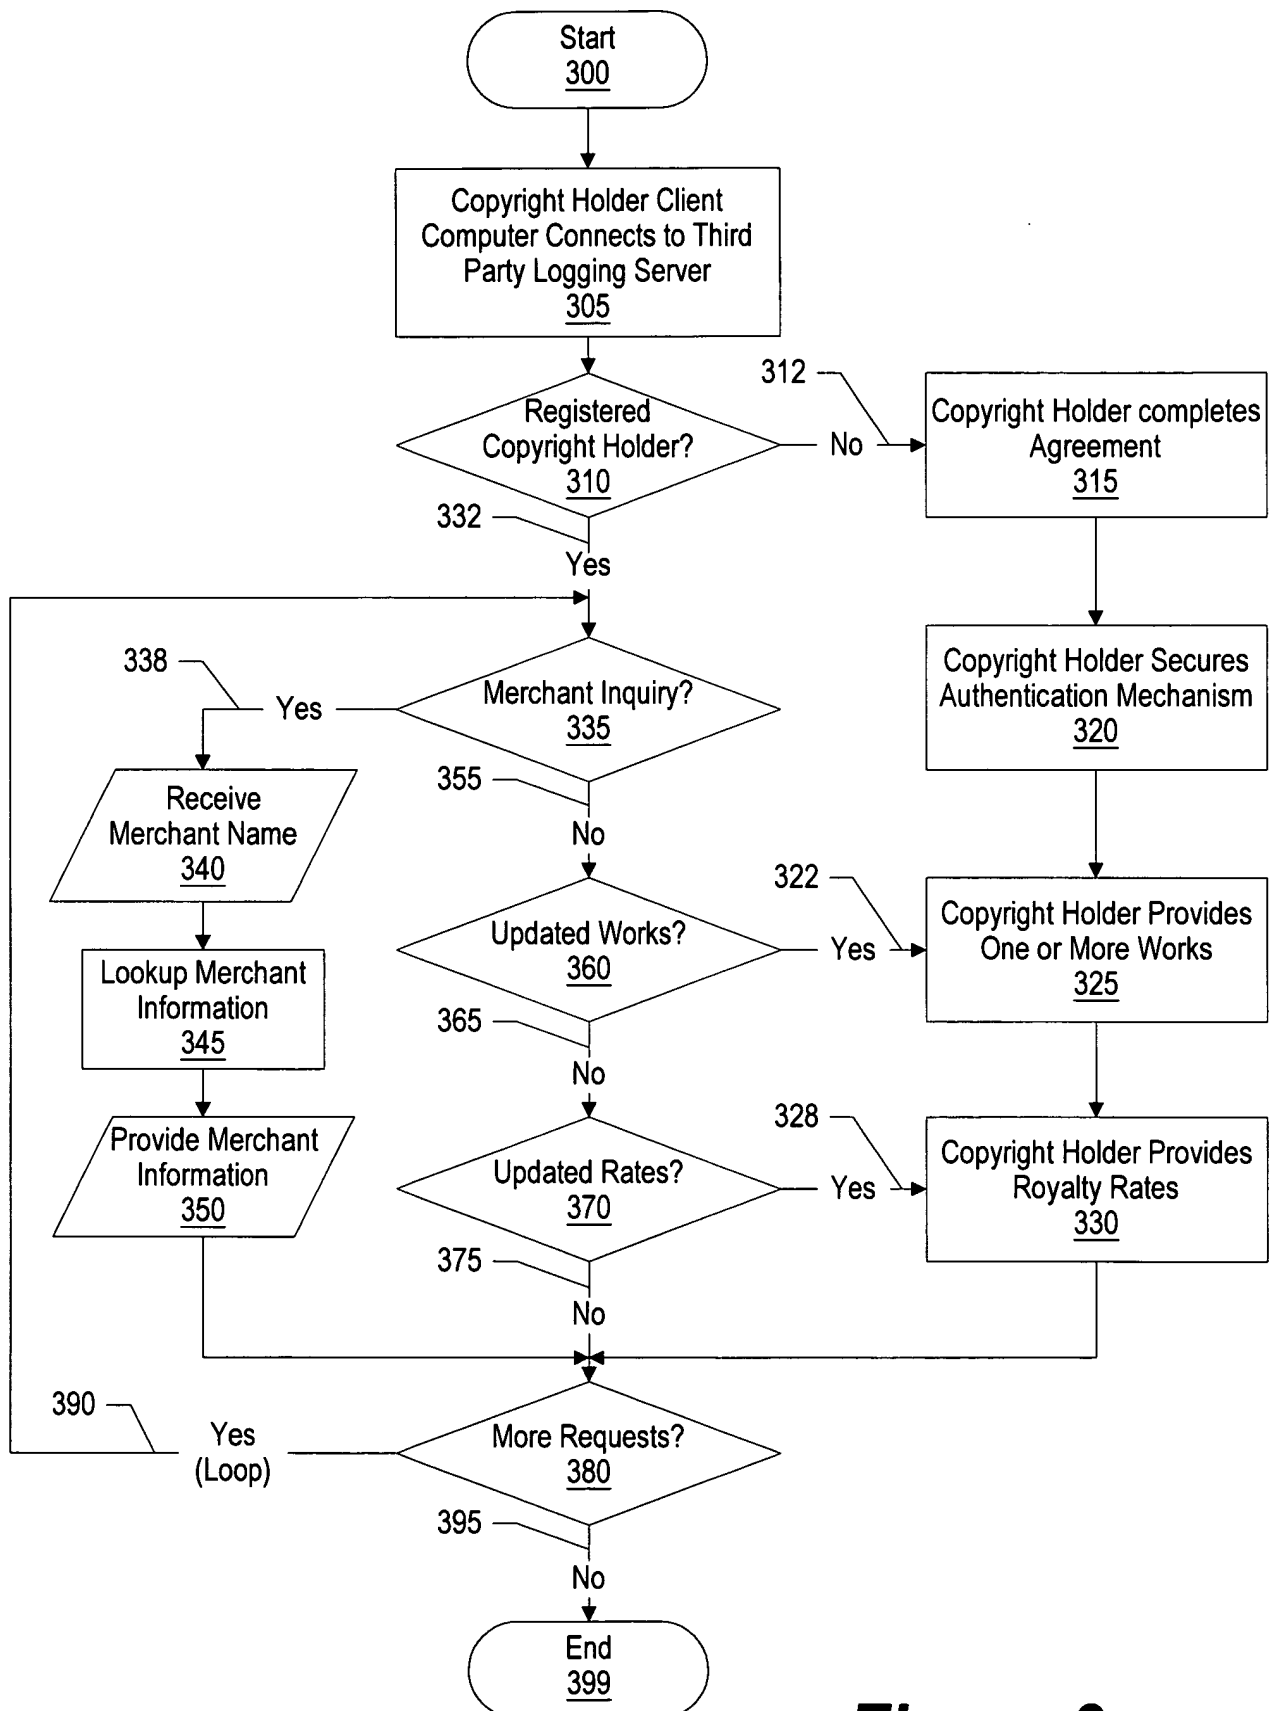 Start
300
Copyright Holder Client
Computer Connects to Third
Party Logging Server
305
Registered
Copyright Holder?
310
312
No
Copyright Holder completes
Agreement
315
332
Yes
338
Yes
Merchant Inquiry?
335
Copyright Holder Secures
Authentication Mechanism
320
355
No
Receive
Merchant Name
340
322
Updated Works?
360
Yes
Copyright Holder Provides
One or More Works
325
Lookup Merchant
Information
345
365
No
328
Provide Merchant
Information
350
Updated Rates?
370
Yes
Copyright Holder Provides
Royalty Rates
330
375
No
390
Yes
(Loop)
More Requests?
380
395
No
End
399